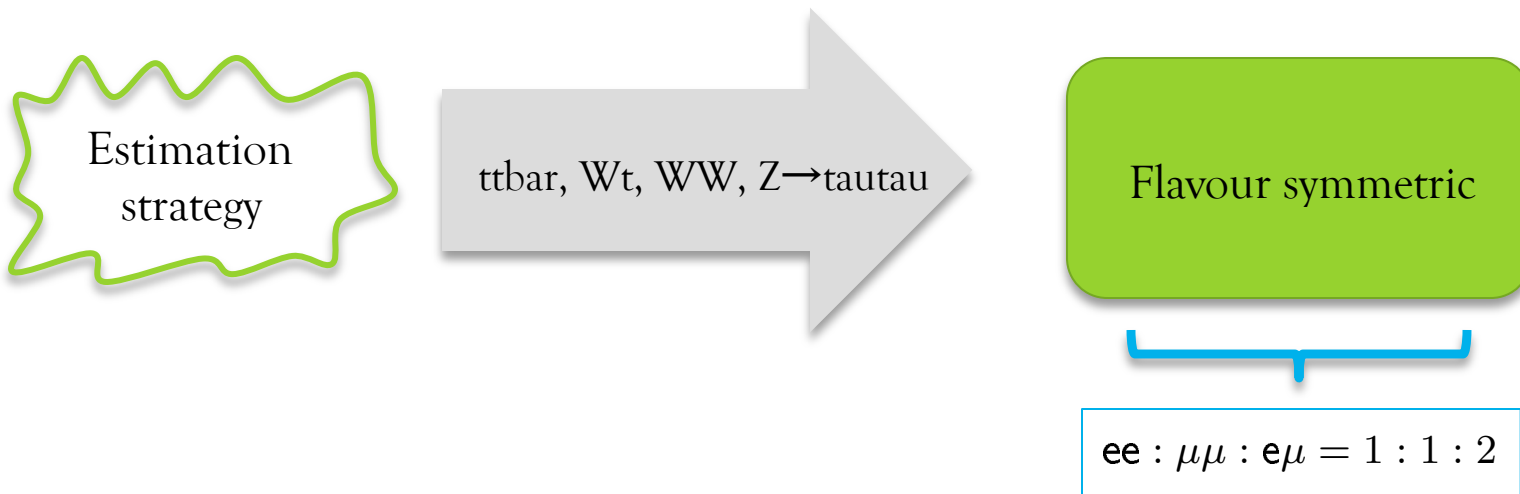 Estimation
strategy
ttbar, Wt, WW, Z→tautau
Flavour symmetric
ee : μμ : eμ = 1 : 1 : 2